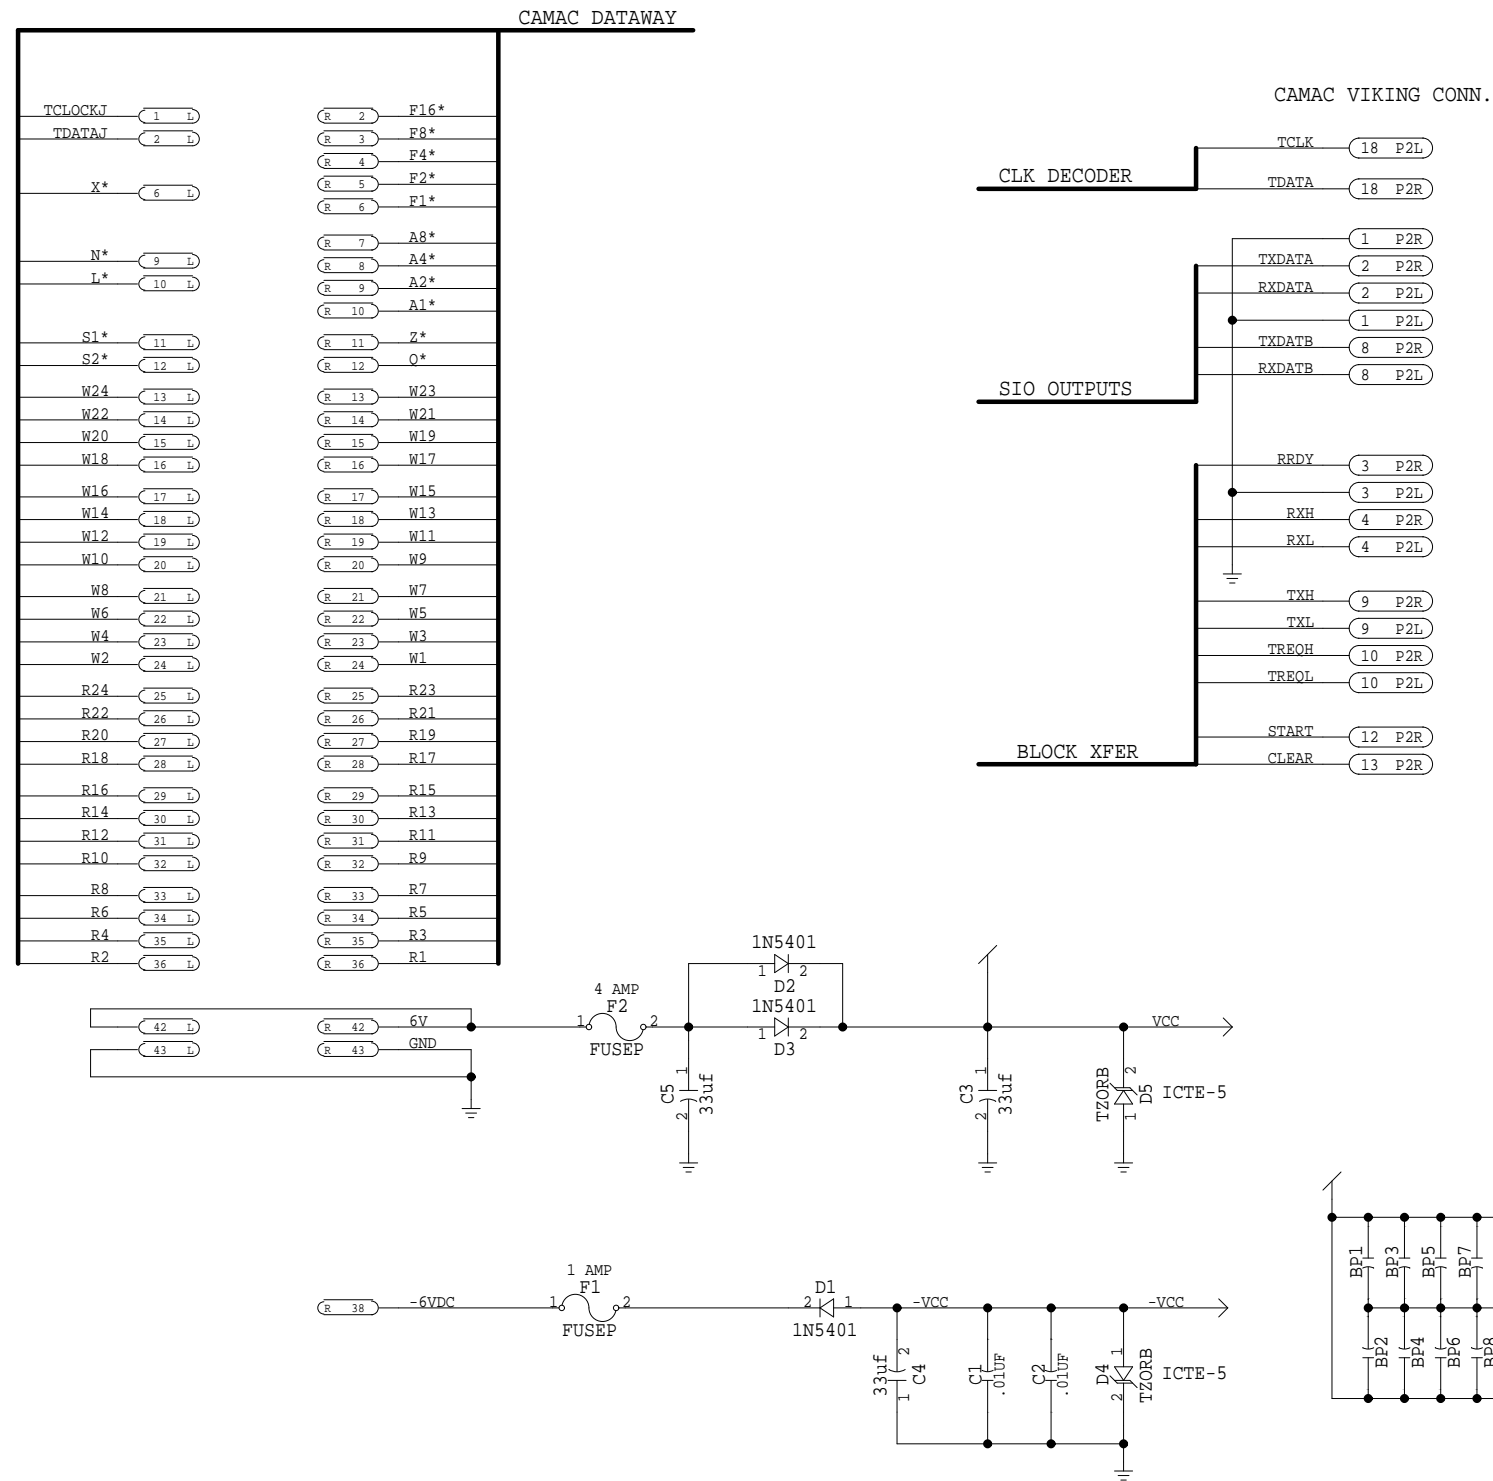 CAMAC DATAWAY
CAMAC VIKING CONN.
TCLOCKJ 1 L R 2 F16*
TDATAJ 2 L R 3 F8*
R 4 F4*
X* 6 L R 5 F2*
R 6 F1*
R 7 A8*
N* 9 L R 8 A4*
L* 10 L R 9 A2*
R 10 A1*
S1* 11 L R 11 Z*
S2* 12 L R 12 Q*
W24 13 L R 13 W23
W22 14 L R 14 W21
W20 15 L R 15 W19
W18 16 L R 16 W17
W16 17 L R 17 W15
W14 18 L R 18 W13
W12 19 L R 19 W11
W10 20 L R 20 W9
W8 21 L R 21 W7
W6 22 L R 22 W5
W4 23 L R 23 W3
W2 24 L R 24 W1
R24 25 L R 25 R23
R22 26 L R 26 R21
R20 27 L R 27 R19
R18 28 L R 28 R17
R16 29 L R 29 R15
R14 30 L R 30 R13
R12 31 L R 31 R11
R10 32 L R 32 R9
R8 33 L R 33 R7
R6 34 L R 34 R5
R4 35 L R 35 R3
R2 36 L R 36 R1
42 L R 42 6V
43 L R 43 GND
TCLK 18 P2L
CLK DECODER
TDATA 18 P2R
1 P2R
TXDATA 2 P2R
RXDATA 2 P2L
1 P2L
TXDATB 8 P2R
RXDATB 8 P2L
SIO OUTPUTS
RRDY 3 P2R
3 P2L
RXH 4 P2R
RXL 4 P2L
TXH 9 P2R
TXL 9 P2L
TREQH 10 P2R
TREQL 10 P2L
START 12 P2R
BLOCK XFER
CLEAR 13 P2R
4 AMP
F2
1 2
FUSEP
1N5401
1 2
D2
1N5401
1 2
D3
VCC
1 C5 33uf 2
1 C3 33uf 2
2 TZORB D5 1 ICTE-5
R 38 -6VDC
1 AMP
F1
1 2
FUSEP
D1
2 1
1N5401
-VCC
-VCC
2 33uf C4 1
C1 .01UF
C2 .01UF
1 D4 TZORB 2 ICTE-5
BP1 BP3 BP5 BP7
BP2 BP4 BP6 BP8